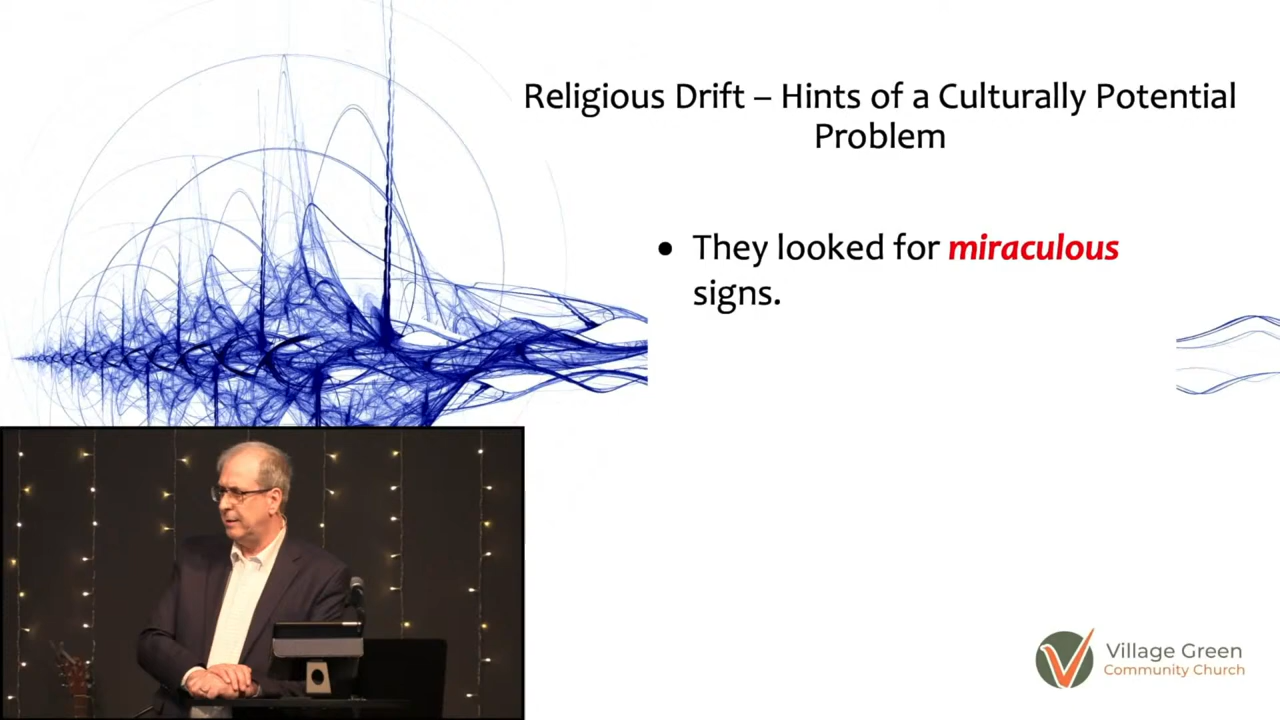 Religious Drift – Hints of a Culturally Potential
Problem
• They looked for miraculous
signs.
Village Green
Community Church